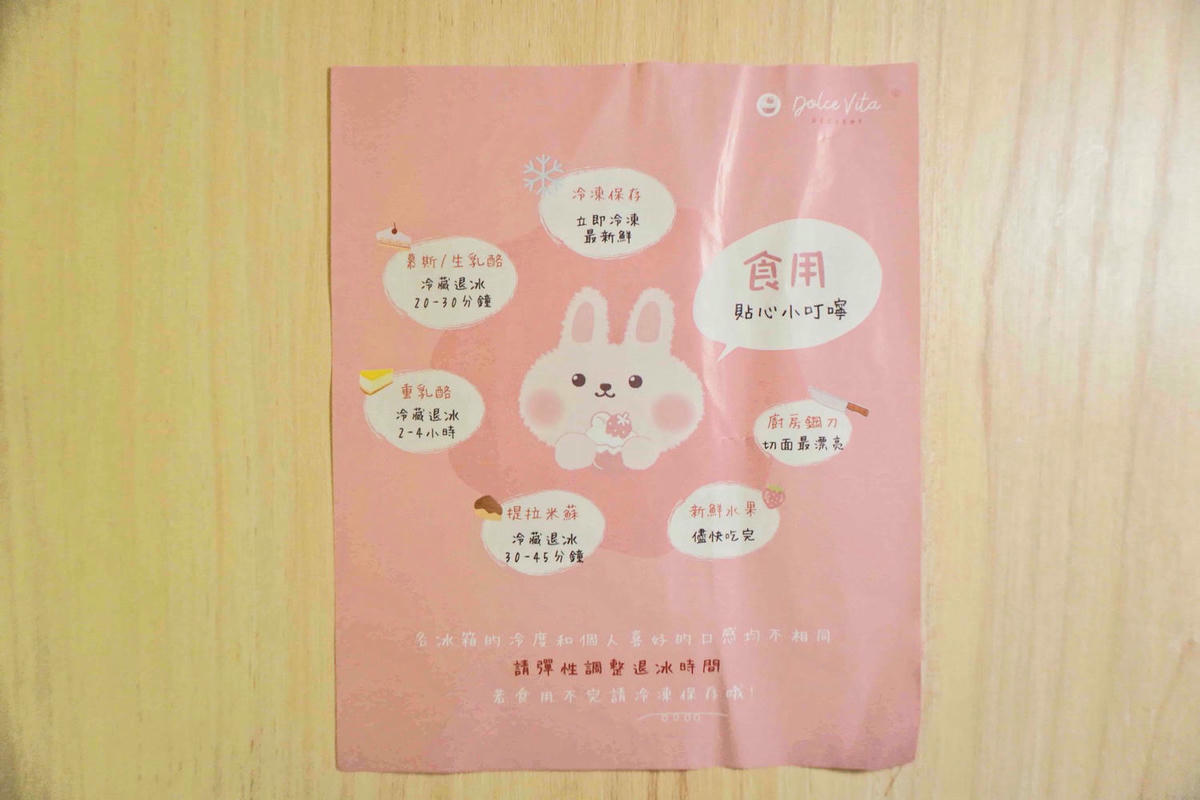 Dolce Vita
DESSERT
食用
貼心小叮嚀
冷凍保存
立即冷凍
最新鮮
慕斯/生乳酪
冷藏退冰
20-30分鐘
重乳酪
冷藏退冰
2-4小時
廚房鋼刀
切面最漂亮
提拉米蘇
冷藏退冰
30-45分鐘
新鮮水果
儘快吃完
各冰箱的冷度和個人喜好的口感均不相同
請彈性調整退冰時間
若食用不完請冷凍保存哦!